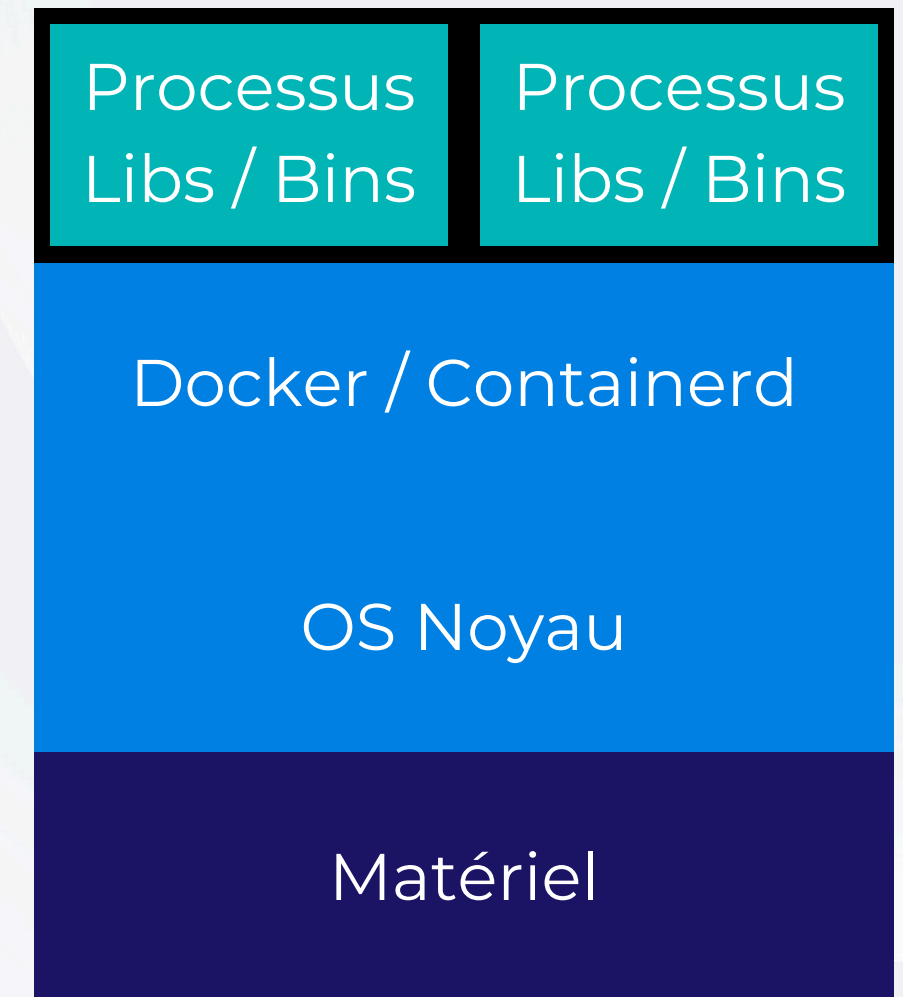 Processus
Libs / Bins
Processus
Libs / Bins
Docker / Containerd
OS Noyau
Matériel